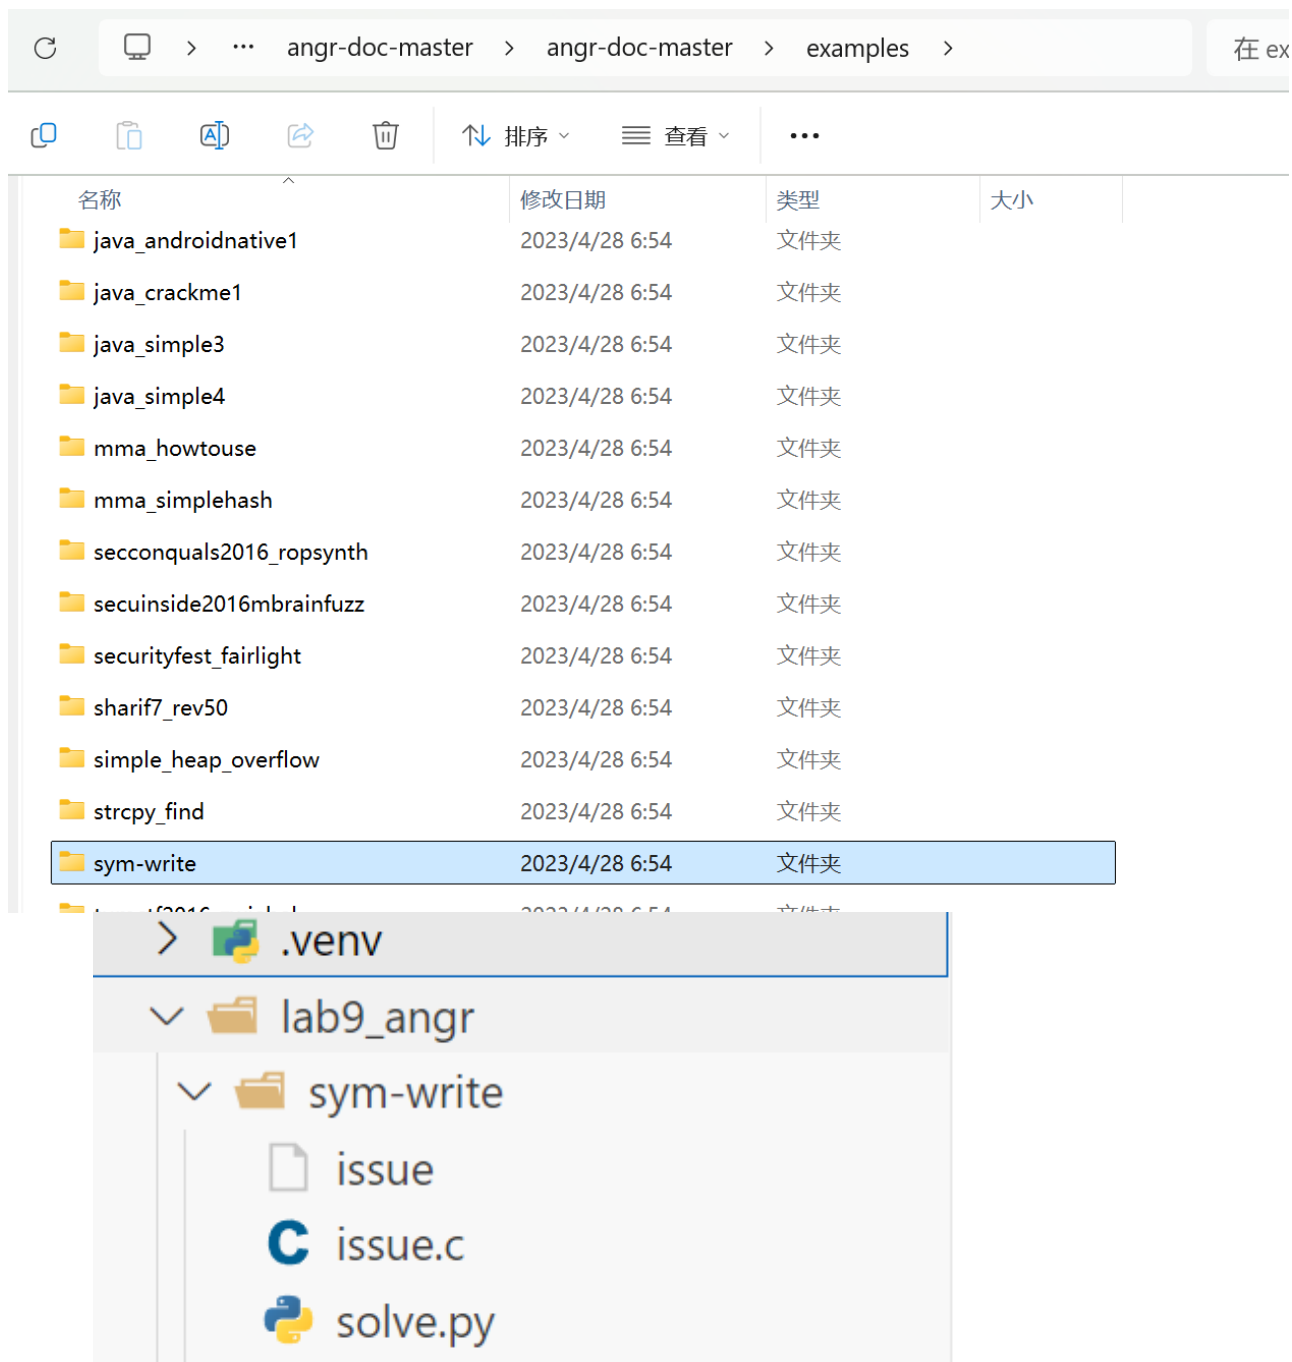 angr-doc-master > angr-doc-master > examples > 在 ex
排序 查看
名称 修改日期 类型 大小
java_androidnative1 2023/4/28 6:54 文件夹
java_crackme1 2023/4/28 6:54 文件夹
java_simple3 2023/4/28 6:54 文件夹
java_simple4 2023/4/28 6:54 文件夹
mma_howtouse 2023/4/28 6:54 文件夹
mma_simplehash 2023/4/28 6:54 文件夹
secconquals2016_ropsynth 2023/4/28 6:54 文件夹
secuinside2016mbrainfuzz 2023/4/28 6:54 文件夹
securityfest_fairlight 2023/4/28 6:54 文件夹
sharif7_rev50 2023/4/28 6:54 文件夹
simple_heap_overflow 2023/4/28 6:54 文件夹
strcpy_find 2023/4/28 6:54 文件夹
sym-write 2023/4/28 6:54 文件夹
.venv
lab9_angr
sym-write
issue
issue.c
solve.py